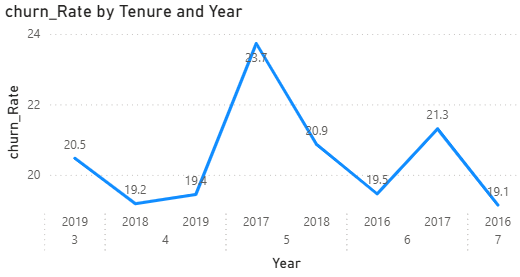 churn_Rate by Tenure and Year
24
22
20
churn_Rate
20.5
19.2
19.4
23.7
20.9
19.5
21.3
19.1
2019 2018 2019 2017 2018 2016 2017 2016
3 4 5 6 7
Year